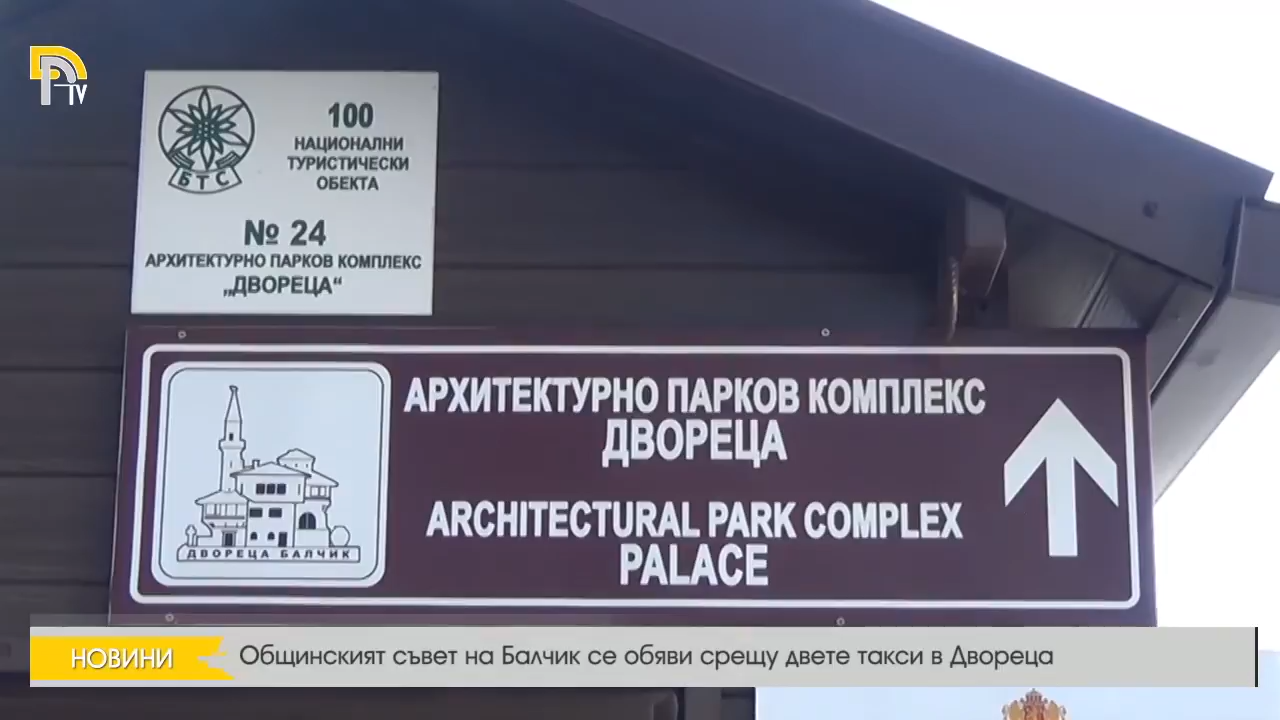 TV
БТС
100
НАЦИОНАЛНИ
ТУРИСТИЧЕСКИ
ОБЕКТА
№ 24
АРХИТЕКТУРНО ПАРКОВ КОМПЛЕКС
„ДВОРЕЦА“
АРХИТЕКТУРНО ПАРКОВ КОМПЛЕКС
ДВОРЕЦА
ARCHITECTURAL PARK COMPLEX
PALACE
ДВОРЕЦА БАЛЧИК
НОВИНИ
Общинският съвет на Балчик се обяви срещу двете такси в Двореца